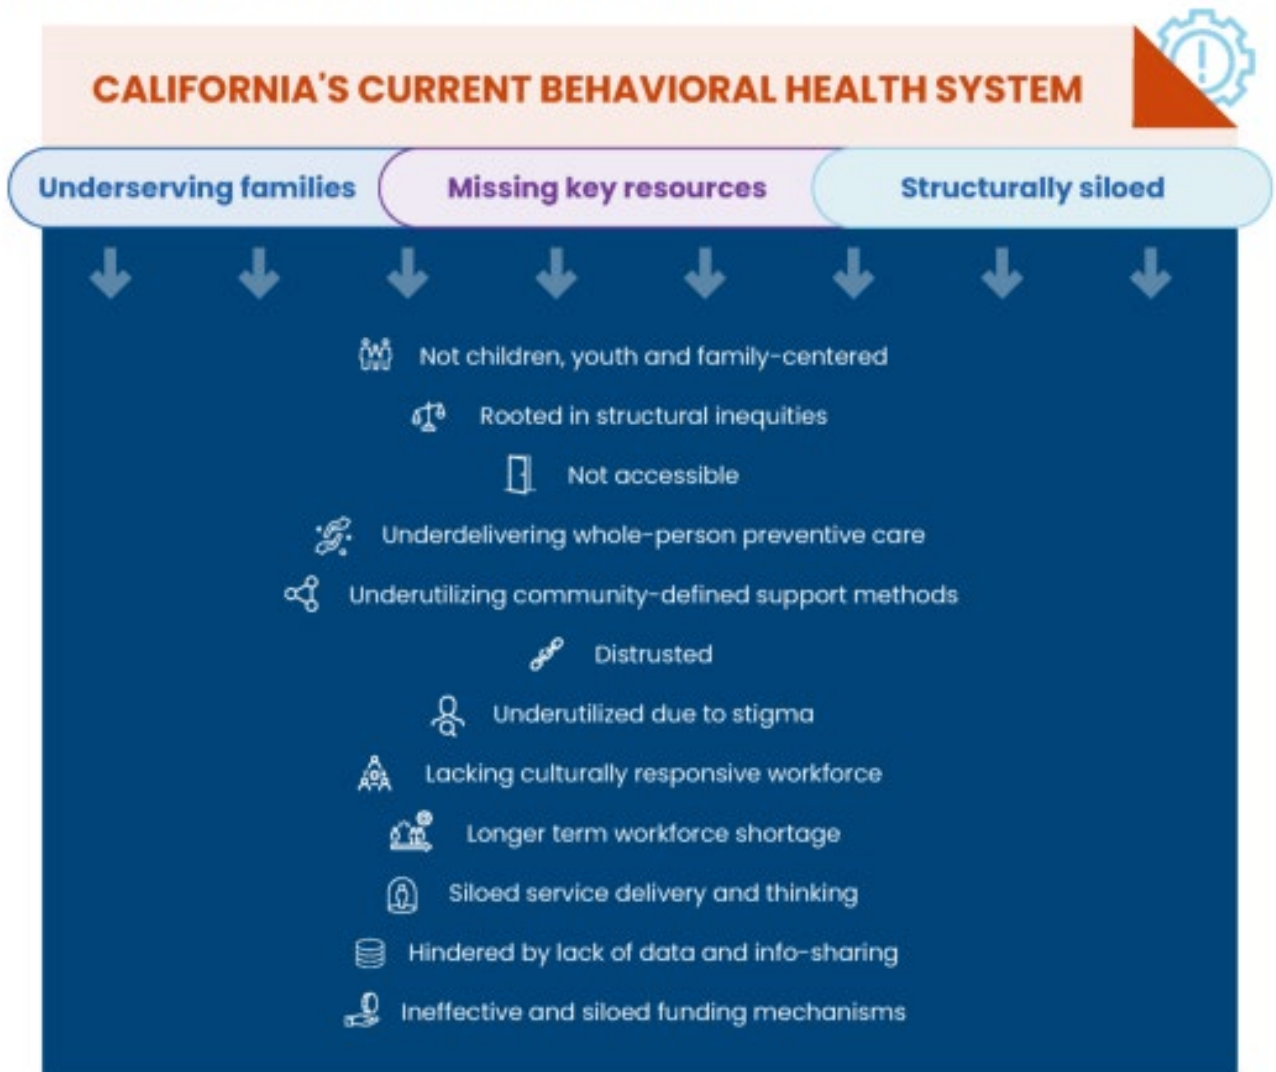 CALIFORNIA'S CURRENT BEHAVIORAL HEALTH SYSTEM
Underserving families
Missing key resources
Structurally siloed
Not children, youth and family-centered
Rooted in structural inequities
Not accessible
Underdelivering whole-person preventive care
Underutilizing community-defined support methods
Distrusted
Underutilized due to stigma
Lacking culturally responsive workforce
Longer term workforce shortage
Siloed service delivery and thinking
Hindered by lack of data and info-sharing
Ineffective and siloed funding mechanisms